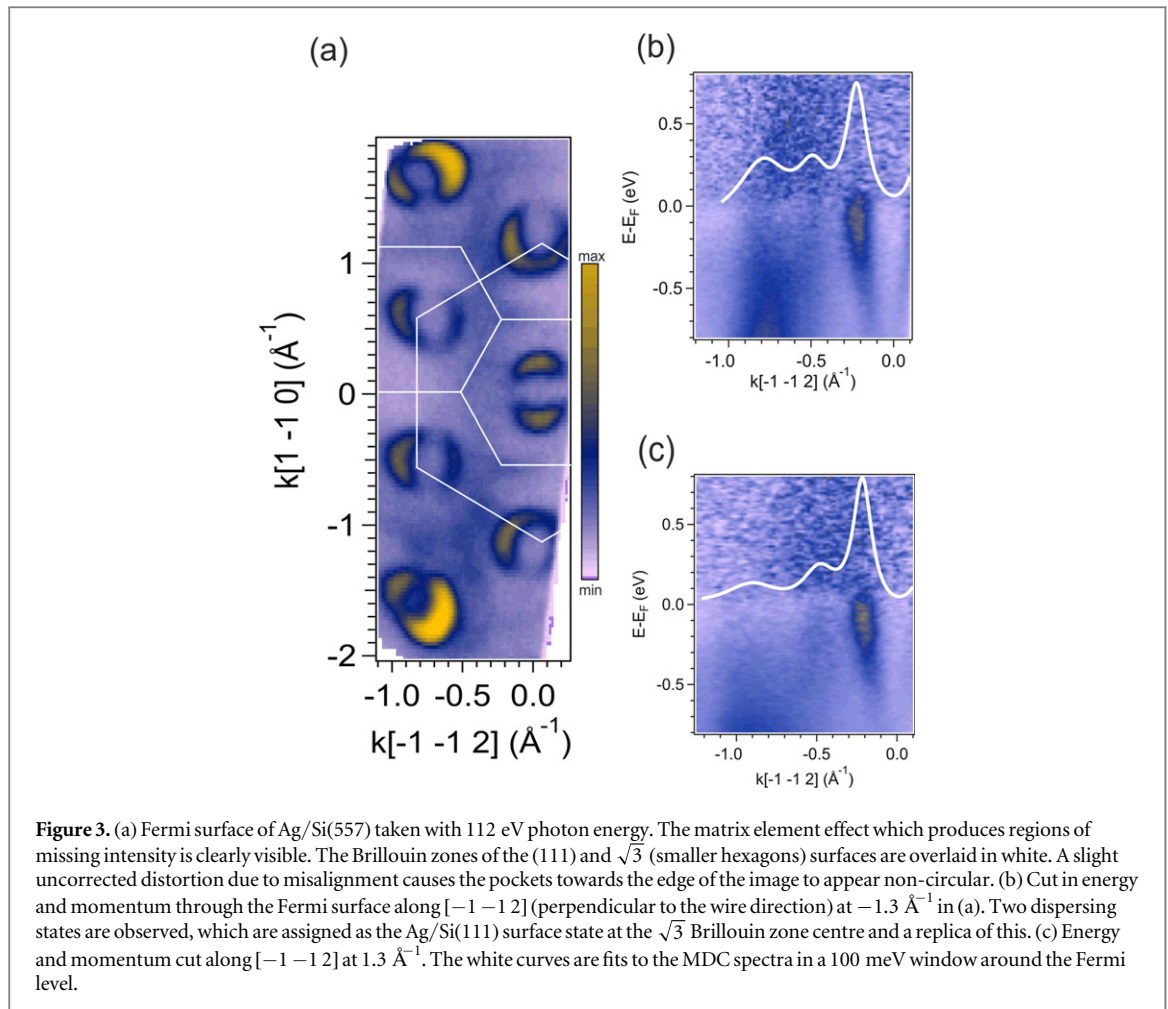 (a)
(b)
(c)
k[1 -1 0] (Å⁻¹)
1
0
-1
-2
-1.0 -0.5 0.0
k[-1 -1 2] (Å⁻¹)
max
min
E-E_F (eV)
0.5
0.0
-0.5
-1.0 -0.5 0.0
k[-1 -1 2] (Å⁻¹)
E-E_F (eV)
0.5
0.0
-0.5
-1.0 -0.5 0.0
k[-1 -1 2] (Å⁻¹)
Figure 3. (a) Fermi surface of Ag/Si(557) taken with 112 eV photon energy. The matrix element effect which produces regions of
missing intensity is clearly visible. The Brillouin zones of the (111) and √3 (smaller hexagons) surfaces are overlaid in white. A slight
uncorrected distortion due to misalignment causes the pockets towards the edge of the image to appear non-circular. (b) Cut in energy
and momentum through the Fermi surface along [−1 −1 2] (perpendicular to the wire direction) at −1.3 Å⁻¹ in (a). Two dispersing
states are observed, which are assigned as the Ag/Si(111) surface state at the √3 Brillouin zone centre and a replica of this. (c) Energy
and momentum cut along [−1 −1 2] at 1.3 Å⁻¹. The white curves are fits to the MDC spectra in a 100 meV window around the Fermi
level.